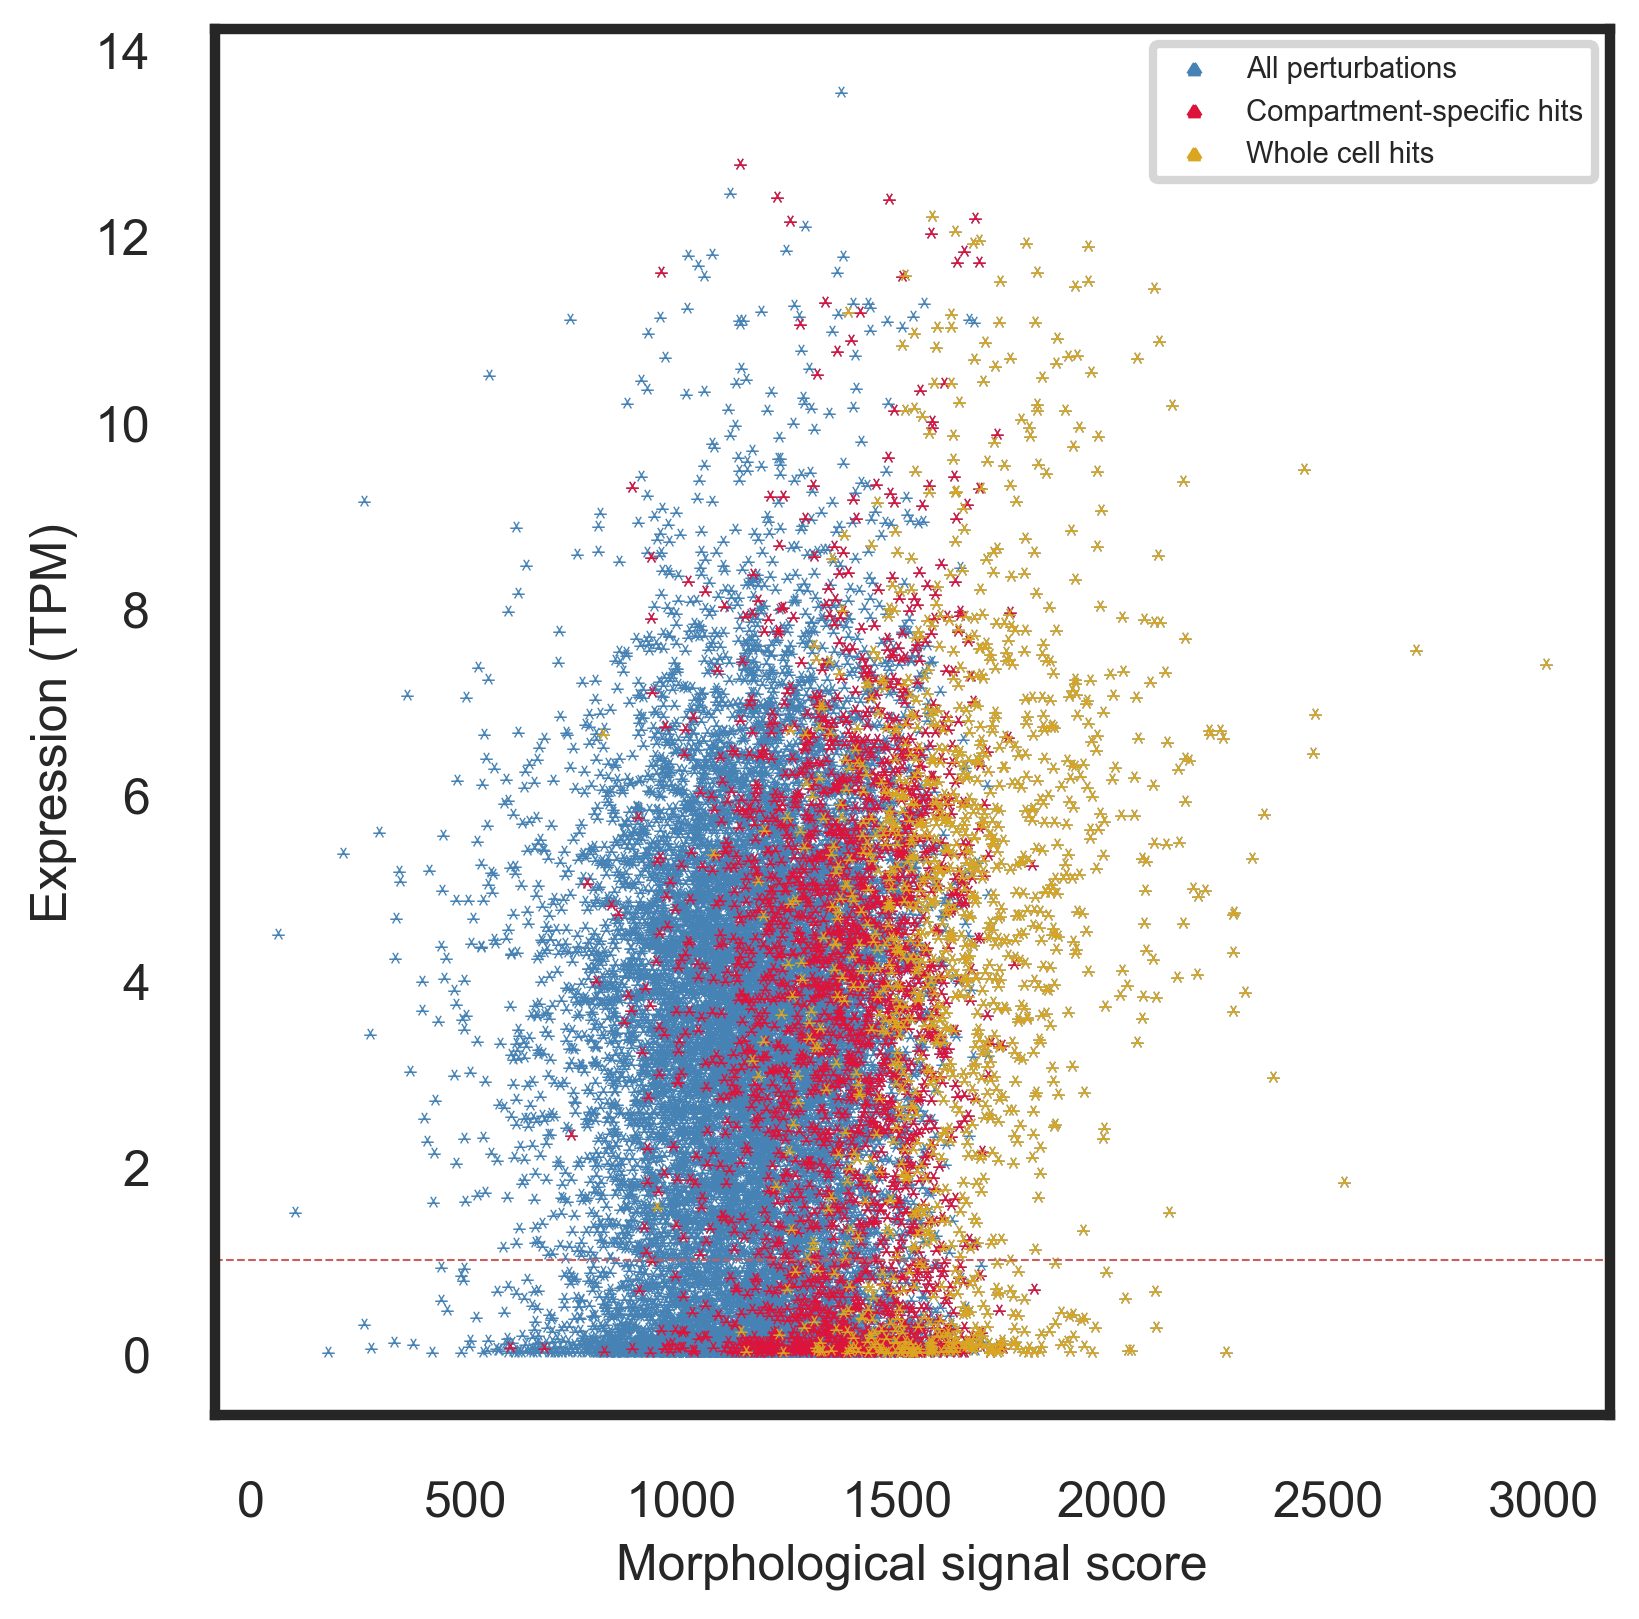 14
12
10
8
6
4
2
0
Expression (TPM)
All perturbations
Compartment-specific hits
Whole cell hits
0 500 1000 1500 2000 2500 3000
Morphological signal score